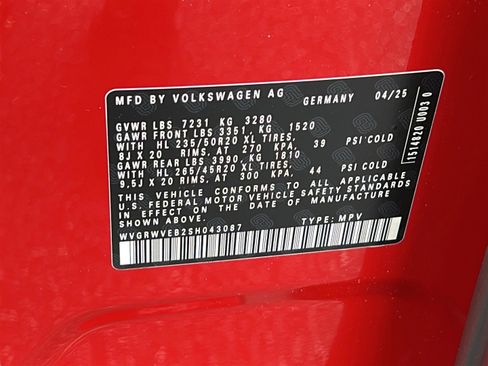 MFD BY VOLKSWAGEN AG GERMANY 04/25
GVWR LBS 7231 KG 3280
GAWR FRONT LBS 3351, KG 1520
WITH HL 235/50R20 XL TIRES,
8J X 20 RIMS, AT 270 KPA, 39 PSI COLD
GAWR REAR LBS 3990, KG 1810
WITH HL 265/45R20 XL TIRES,
9.5J X 20 RIMS, AT 300 KPA, 44 PSI COLD
THIS VEHICLE CONFORMS TO ALL APPLICABLE
U.S. FEDERAL MOTOR VEHICLE SAFETY STANDARDS
IN EFFECT ON THE DATE OF MANUFACTURE
SHOWN ABOVE.
WVGRWVEB2SH043087 TYPE: MPV
1514820 U003 0